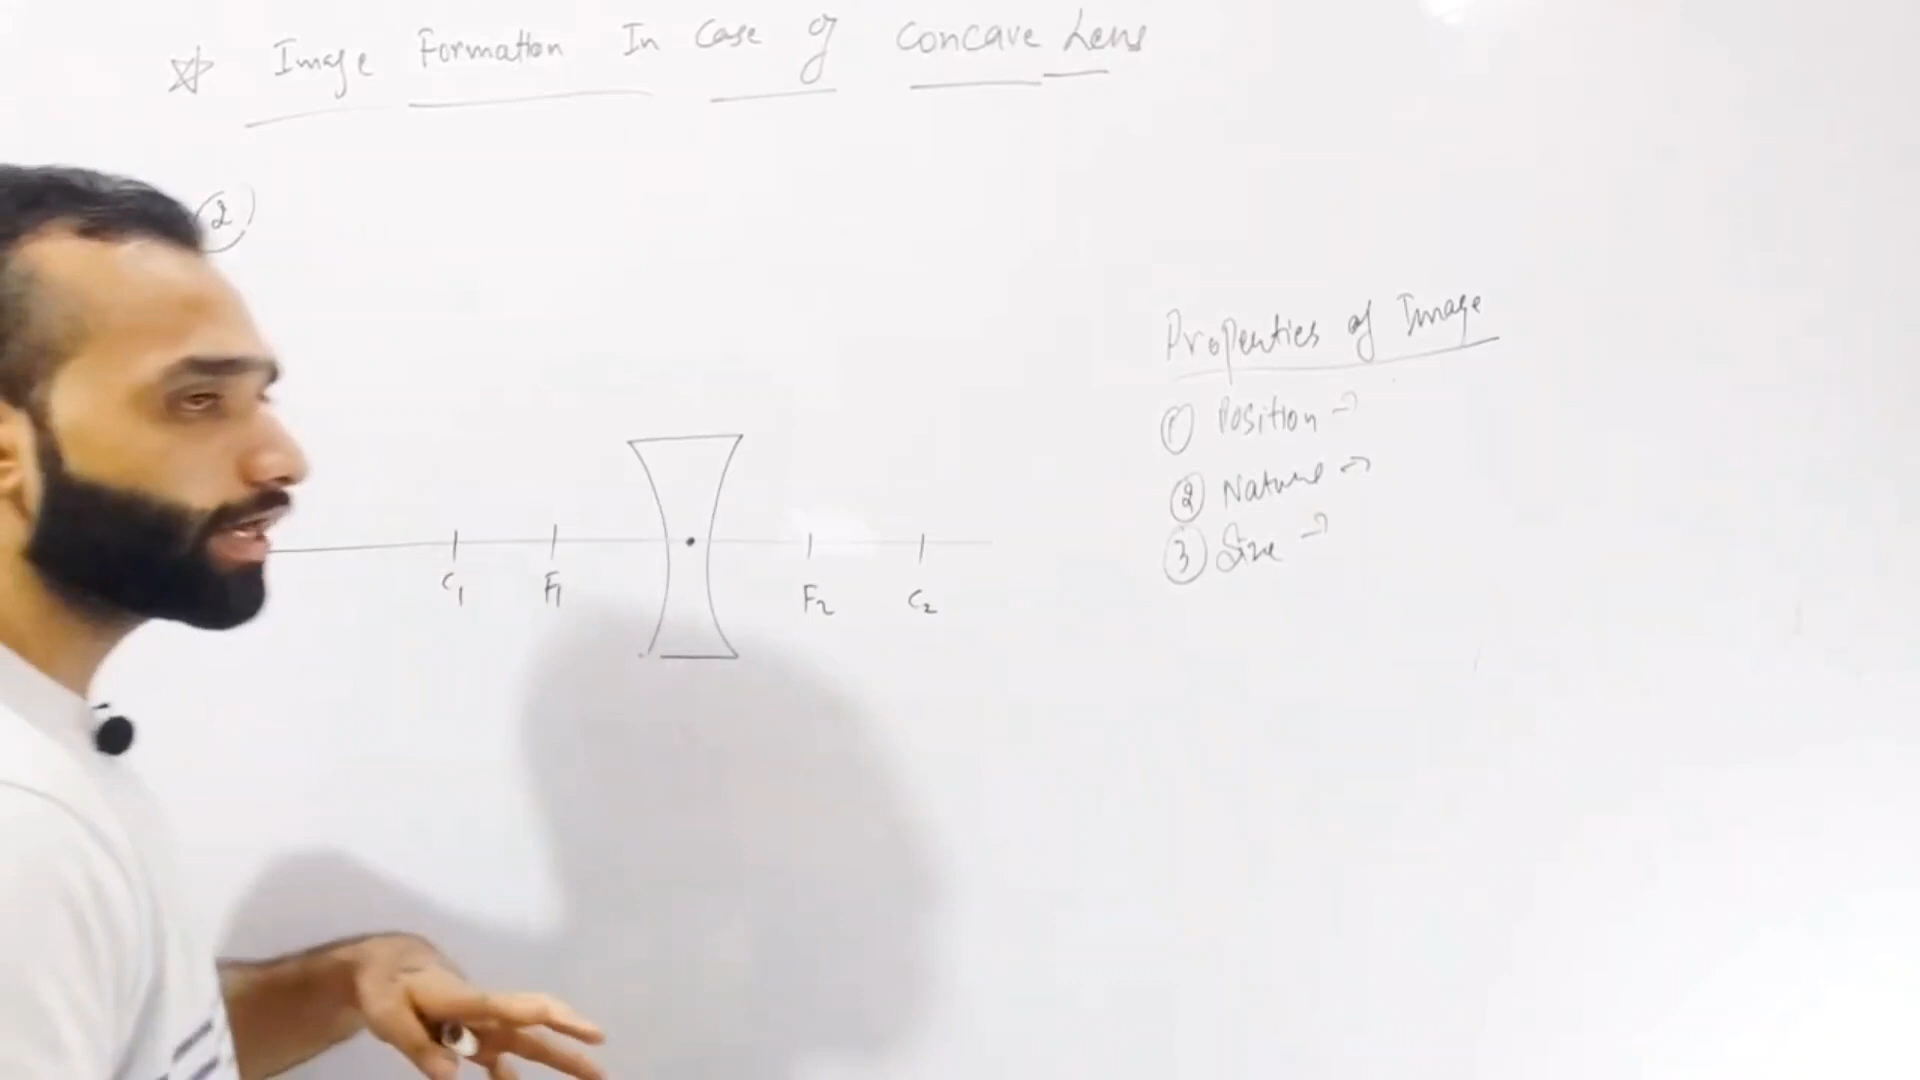 ☆ Image Formation In Case of Concave Lens
②
Properties of Image
① Position →
② Nature →
③ Size →
C₁ F₁ F₂ C₂